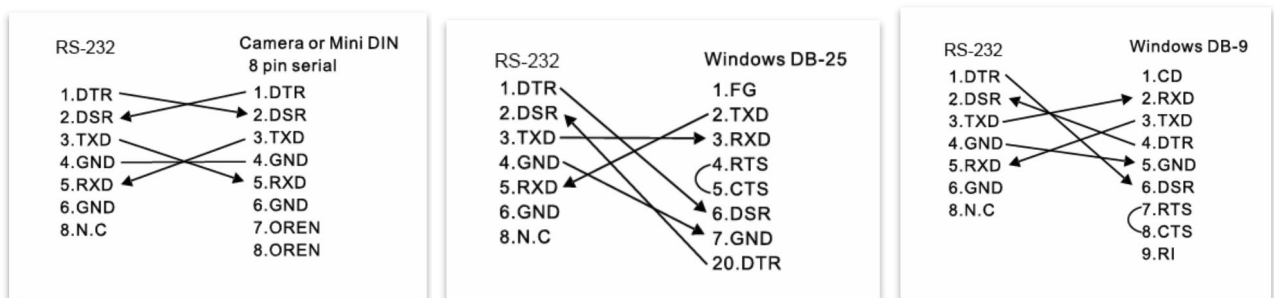 RS-232
Camera or Mini DIN
8 pin serial
1.DTR
2.DSR
3.TXD
4.GND
5.RXD
6.GND
8.N.C
1.DTR
2.DSR
3.TXD
4.GND
5.RXD
6.GND
7.OREN
8.OREN
RS-232
Windows DB-25
1.DTR
2.DSR
3.TXD
4.GND
5.RXD
6.GND
8.N.C
1.FG
2.TXD
3.RXD
4.RTS
5.CTS
6.DSR
7.GND
20.DTR
RS-232
Windows DB-9
1.DTR
2.DSR
3.TXD
4.GND
5.RXD
6.GND
8.N.C
1.CD
2.RXD
3.TXD
4.DTR
5.GND
6.DSR
7.RTS
8.CTS
9.RI